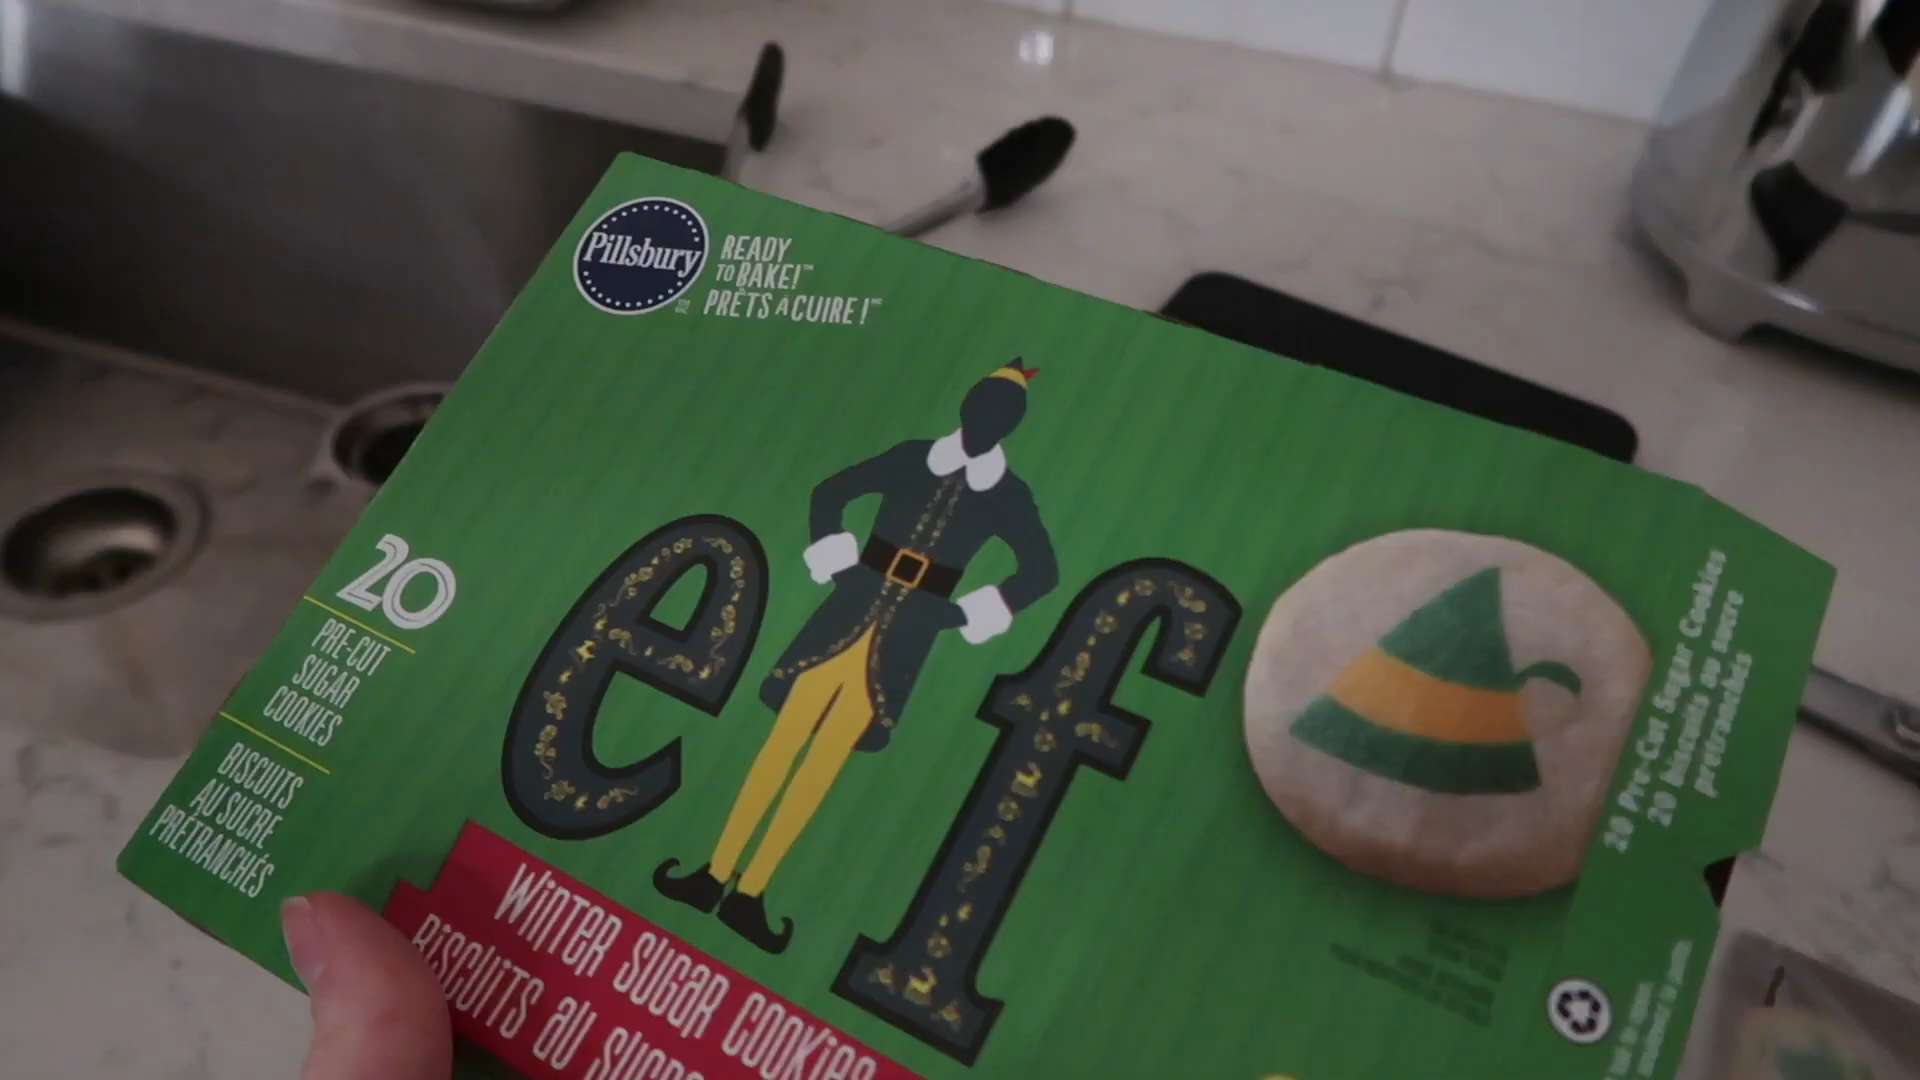 Pillsbury
READY
TO BAKE!™
PRÊTS À CUIRE !MC
20
PRE-CUT
SUGAR
COOKIES
BISCUITS
AU SUCRE
PRÉTRANCHÉS
elf
WINTER SUGAR COOKIES
BISCUITS AU SUCRE
20 Pre-Cut Sugar Cookies
20 biscuits au sucre
prétranchés